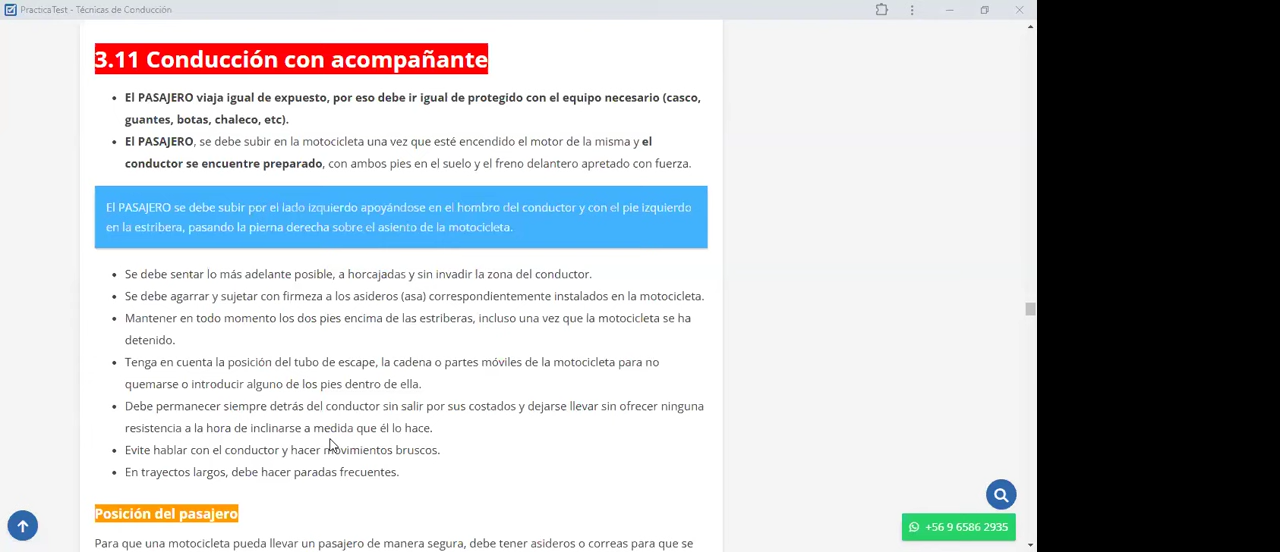 PracticaTest - Técnicas de Conducción
3.11 Conducción con acompañante
• El PASAJERO viaja igual de expuesto, por eso debe ir igual de protegido con el equipo necesario (casco,
guantes, botas, chaleco, etc).
• El PASAJERO, se debe subir en la motocicleta una vez que esté encendido el motor de la misma y el
conductor se encuentre preparado, con ambos pies en el suelo y el freno delantero apretado con fuerza.
El PASAJERO se debe subir por el lado izquierdo apoyándose en el hombro del conductor y con el pie izquierdo
en la estribera, pasando la pierna derecha sobre el asiento de la motocicleta.
• Se debe sentar lo más adelante posible, a horcajadas y sin invadir la zona del conductor.
• Se debe agarrar y sujetar con firmeza a los asideros (asa) correspondientemente instalados en la motocicleta.
• Mantener en todo momento los dos pies encima de las estriberas, incluso una vez que la motocicleta se ha
detenido.
• Tenga en cuenta la posición del tubo de escape, la cadena o partes móviles de la motocicleta para no
quemarse o introducir alguno de los pies dentro de ella.
• Debe permanecer siempre detrás del conductor sin salir por sus costados y dejarse llevar sin ofrecer ninguna
resistencia a la hora de inclinarse a medida que él lo hace.
• Evite hablar con el conductor y hacer movimientos bruscos.
• En trayectos largos, debe hacer paradas frecuentes.
Posición del pasajero
Para que una motocicleta pueda llevar un pasajero de manera segura, debe tener asideros o correas para que se
+56 9 6586 2935